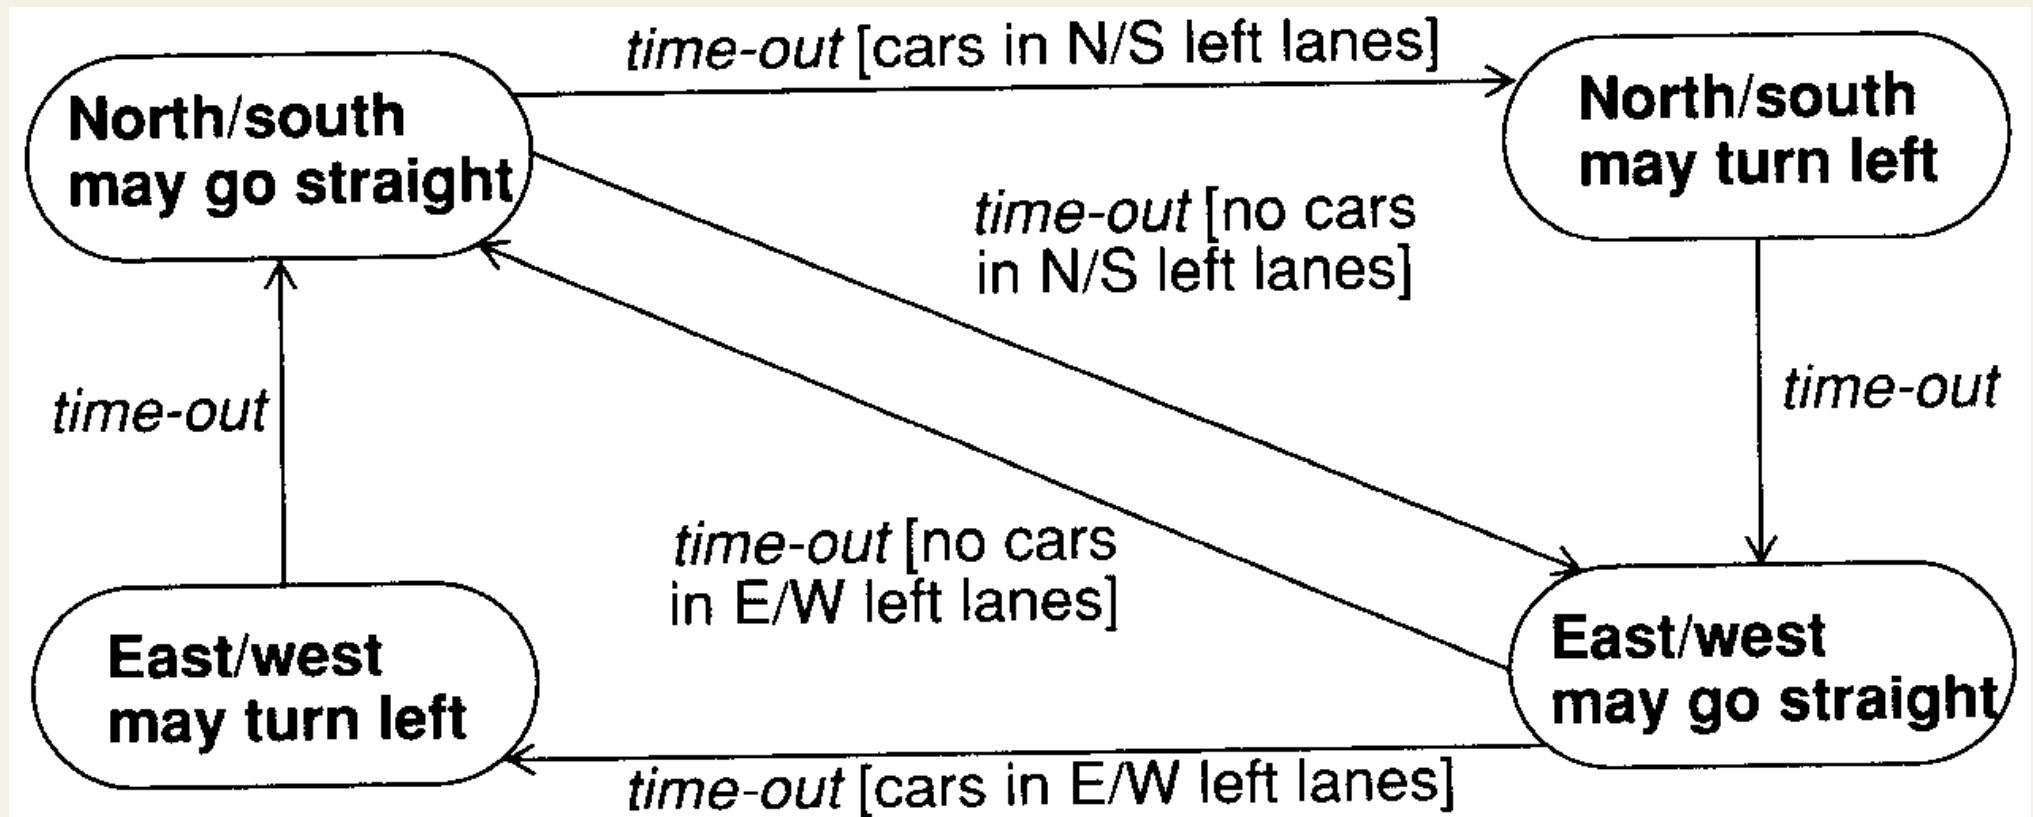 time-out [cars in N/S left lanes]
North/south
may go straight
North/south
may turn left
time-out [no cars
in N/S left lanes]
time-out
time-out
time-out [no cars
in E/W left lanes]
East/west
may turn left
East/west
may go straight
time-out [cars in E/W left lanes]